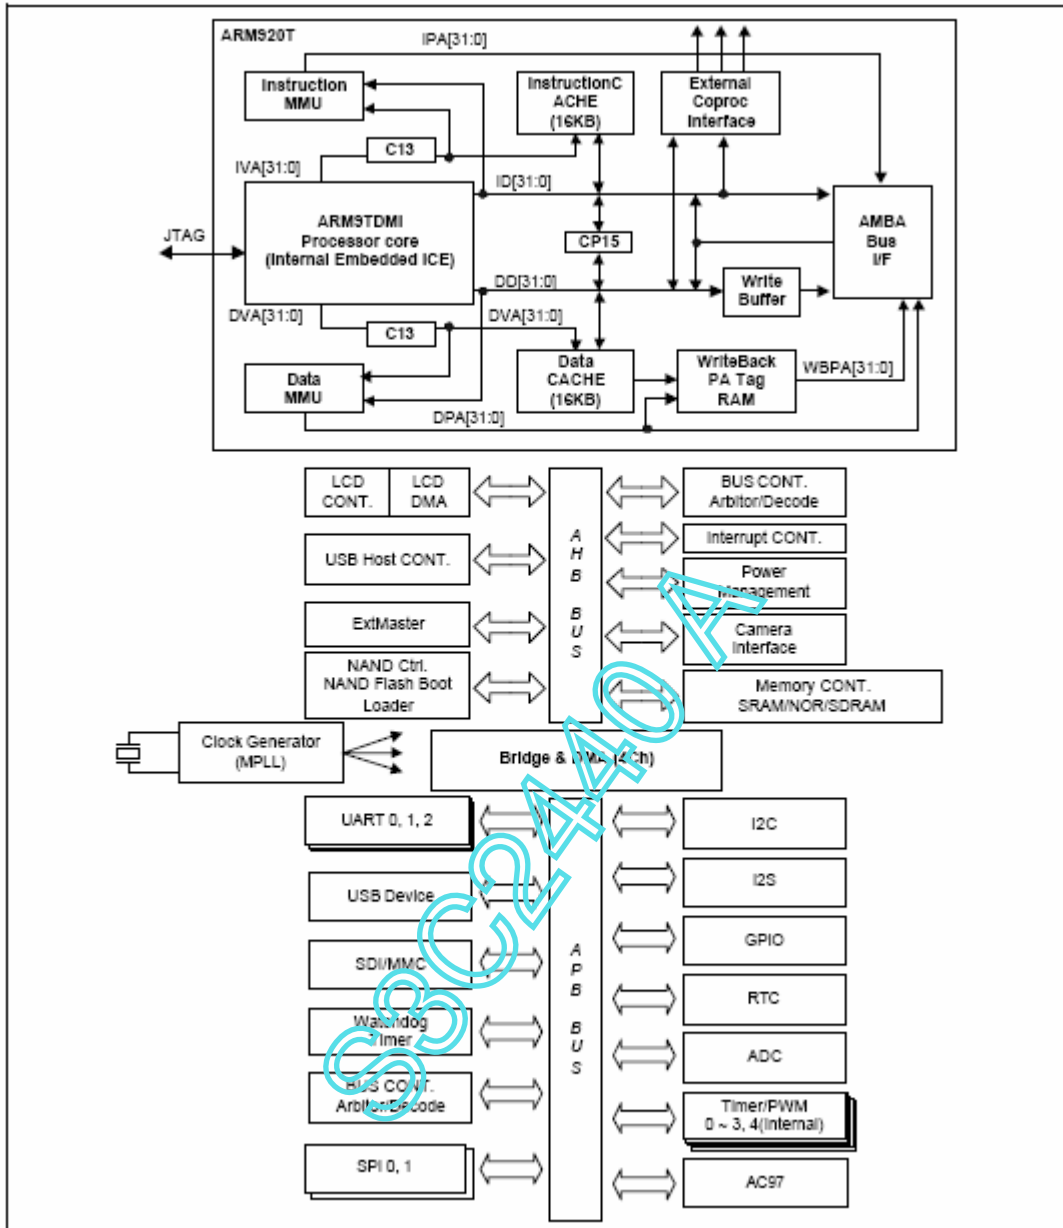 ARM920T
IPA[31:0]
Instruction
MMU
InstructionC
ACHE
(16KB)
External
Coproc
Interface
C13
IVA[31:0]
ID[31:0]
ARM9TDMI
Processor core
(Internal Embedded ICE)
JTAG
CP15
AMBA
Bus
I/F
DD[31:0]
Write
Buffer
DVA[31:0]
C13
DVA[31:0]
Data
MMU
Data
CACHE
(16KB)
WriteBack
PA Tag
RAM
WBPA[31:0]
DPA[31:0]
LCD
CONT.
LCD
DMA
BUS CONT.
Arbitor/Decode
Interrupt CONT.
USB Host CONT.
Power
Management
ExtMaster
Camera
Interface
NAND Ctrl.
NAND Flash Boot
Loader
Memory CONT.
SRAM/NOR/SDRAM
AHB BUS
Clock Generator
(MPLL)
Bridge & DMA (4Ch)
UART 0, 1, 2
I2C
USB Device
I2S
SDI/MMC
GPIO
Watchdog
Timer
RTC
BUS CONT.
Arbitor/Decode
ADC
SPI 0, 1
Timer/PWM
0 ~ 3, 4(Internal)
AC97
APB BUS
S3C2440 A